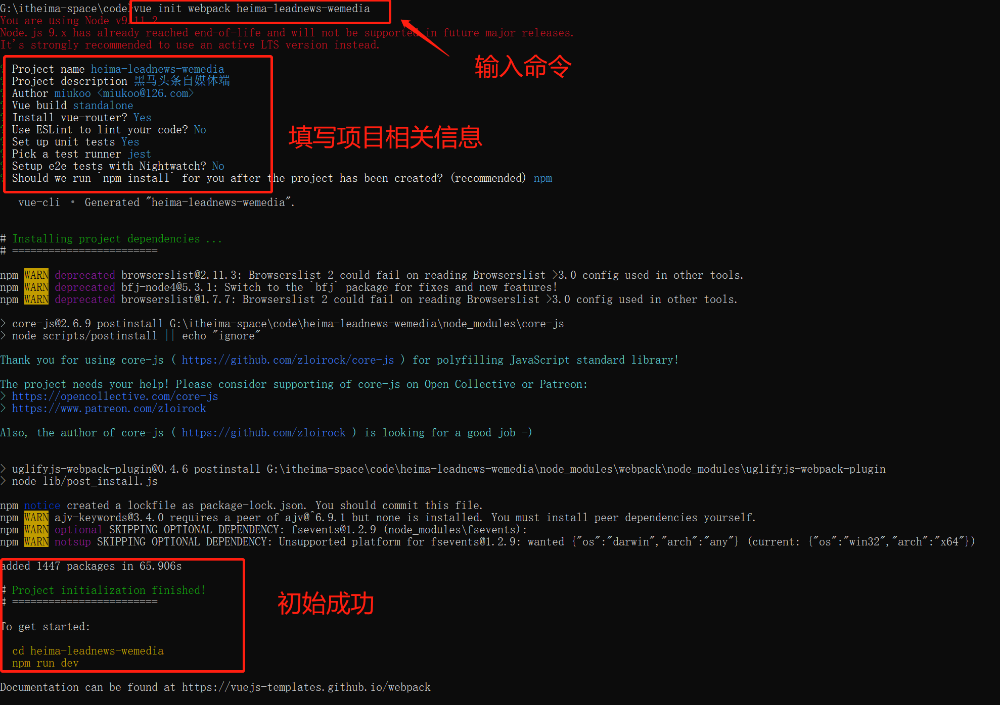 G:\itheima-space\code>vue init webpack heima-leadnews-wemedia
You are using Node v9.11.2
Node.js 9.x has already reached end-of-life and will not be supported in future major releases.
It's strongly recommended to use an active LTS version instead.
输入命令
? Project name heima-leadnews-wemedia
? Project description 黑马头条自媒体端
? Author miukoo <miukoo@126.com>
? Vue build standalone
? Install vue-router? Yes
? Use ESLint to lint your code? No
填写项目相关信息
? Set up unit tests Yes
? Pick a test runner jest
? Setup e2e tests with Nightwatch? No
? Should we run `npm install` for you after the project has been created? (recommended) npm
vue-cli · Generated "heima-leadnews-wemedia".
# Installing project dependencies ...
# ========================
npm WARN deprecated browserslist@2.11.3: Browserslist 2 could fail on reading Browserslist >3.0 config used in other tools.
npm WARN deprecated bfj-node4@5.3.1: Switch to the `bfj` package for fixes and new features!
npm WARN deprecated browserslist@1.7.7: Browserslist 2 could fail on reading Browserslist >3.0 config used in other tools.
> core-js@2.6.9 postinstall G:\itheima-space\code\heima-leadnews-wemedia\node_modules\core-js
> node scripts/postinstall || echo "ignore"
Thank you for using core-js ( https://github.com/zloirock/core-js ) for polyfilling JavaScript standard library!
The project needs your help! Please consider supporting of core-js on Open Collective or Patreon:
> https://opencollective.com/core-js
> https://www.patreon.com/zloirock
Also, the author of core-js ( https://github.com/zloirock ) is looking for a good job -)
> uglifyjs-webpack-plugin@0.4.6 postinstall G:\itheima-space\code\heima-leadnews-wemedia\node_modules\webpack\node_modules\uglifyjs-webpack-plugin
> node lib/post_install.js
npm notice created a lockfile as package-lock.json. You should commit this file.
npm WARN ajv-keywords@3.4.0 requires a peer of ajv@^6.9.1 but none is installed. You must install peer dependencies yourself.
npm WARN optional SKIPPING OPTIONAL DEPENDENCY: fsevents@1.2.9 (node_modules\fsevents):
npm WARN notsup SKIPPING OPTIONAL DEPENDENCY: Unsupported platform for fsevents@1.2.9: wanted {"os":"darwin","arch":"any"} (current: {"os":"win32","arch":"x64"})
added 1447 packages in 65.906s
# Project initialization finished!
# ========================
初始成功
To get started:
cd heima-leadnews-wemedia
npm run dev
Documentation can be found at https://vuejs-templates.github.io/webpack